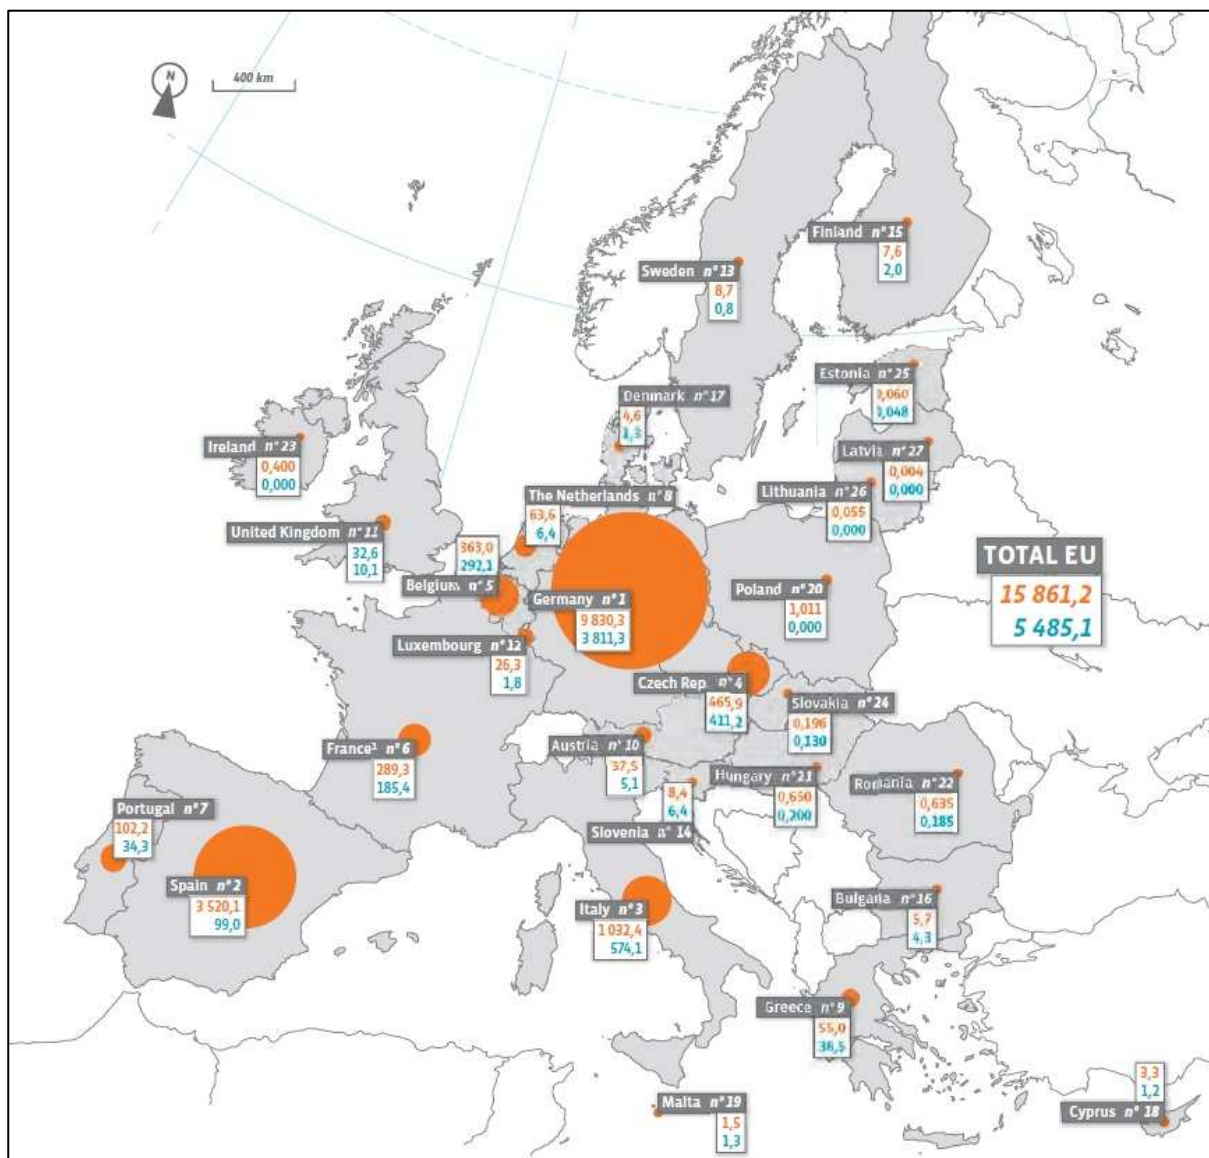 N
400 km
Finland n°15
7,6
2,0
Sweden n°13
8,7
0,8
Estonia n°25
0,060
0,048
Denmark n°17
4,6
Ireland n°23
0,400
0,000
Latvia n°27
0,004
0,000
Lithuania n°26
0,055
0,000
The Netherlands n°8
63,6
6,4
United Kingdom n°11
32,6
10,1
363,0
292,1
Belgium n°5
Germany n°1
9 830,3
3 811,3
Poland n°20
1,011
0,000
TOTAL EU
15 861,2
5 485,1
Luxembourg n°12
26,3
1,8
Czech Rep. n°4
465,9
411,2
Slovakia n°24
0,196
0,130
France¹ n°6
289,3
185,4
Austria n°10
37,5
5,1
Hungary n°21
0,650
0,200
Romania n°22
0,635
0,185
8,4
6,4
Slovenia n°14
Portugal n°7
102,2
34,3
Spain n°2
3 520,1
99,0
Italy n°3
1 032,4
574,1
Bulgaria n°16
5,7
4,3
Greece n°9
55,0
Malta n°19
1,5
1,3
3,3
1,2
Cyprus n°18